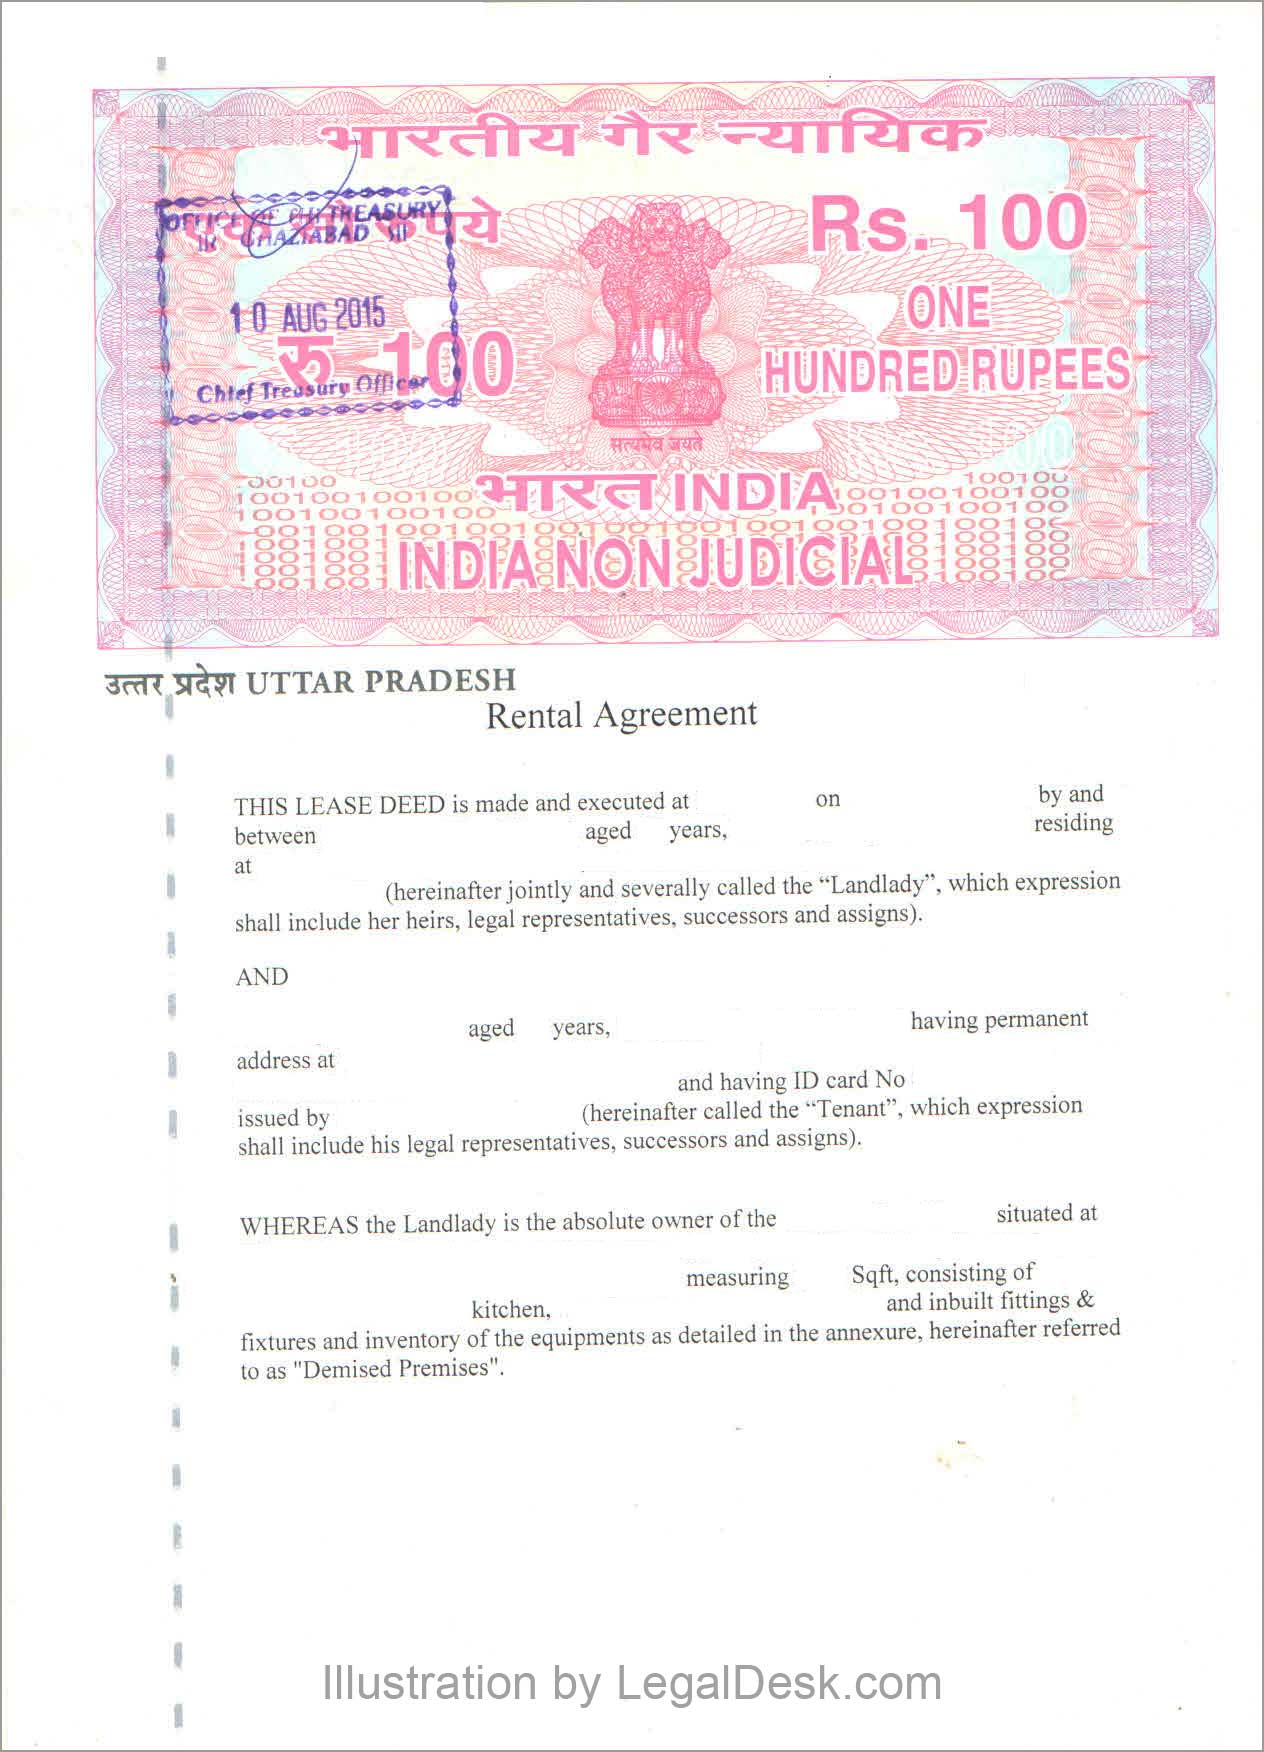 भारतीय गैर न्यायिक
एक सौ रुपये
Rs. 100
OFFICE OF CHI TREASURY
GHAZIABAD
10 AUG 2015
रु 100
Chief Treasury Officer
ONE
HUNDRED RUPEES
सत्यमेव जयते
भारत INDIA
INDIA NON JUDICIAL
उत्तर प्रदेश UTTAR PRADESH
Rental Agreement
THIS LEASE DEED is made and executed at on by and
between aged years, residing
at
(hereinafter jointly and severally called the “Landlady”, which expression
shall include her heirs, legal representatives, successors and assigns).
AND
aged years, having permanent
address at
and having ID card No
issued by (hereinafter called the “Tenant”, which expression
shall include his legal representatives, successors and assigns).
WHEREAS the Landlady is the absolute owner of the situated at
measuring Sqft, consisting of
kitchen, and inbuilt fittings &
fixtures and inventory of the equipments as detailed in the annexure, hereinafter referred
to as "Demised Premises".
Illustration by LegalDesk.com